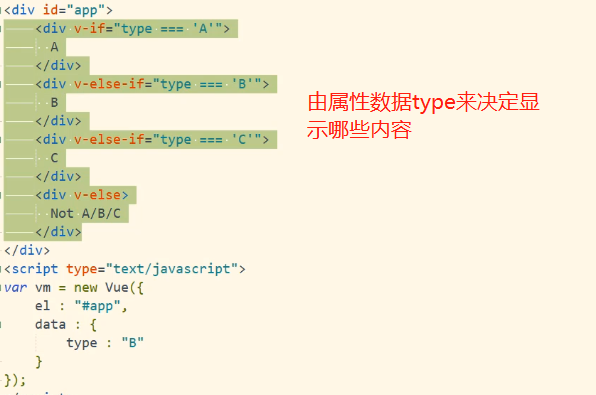 <div id="app">
<div v-if="type === 'A'">
A
</div>
<div v-else-if="type === 'B'">
B
</div>
<div v-else-if="type === 'C'">
C
</div>
<div v-else>
Not A/B/C
</div>
</div>
<script type="text/javascript">
var vm = new Vue({
el : "#app",
data : {
type : "B"
}
});
由属性数据type来决定显
示哪些内容